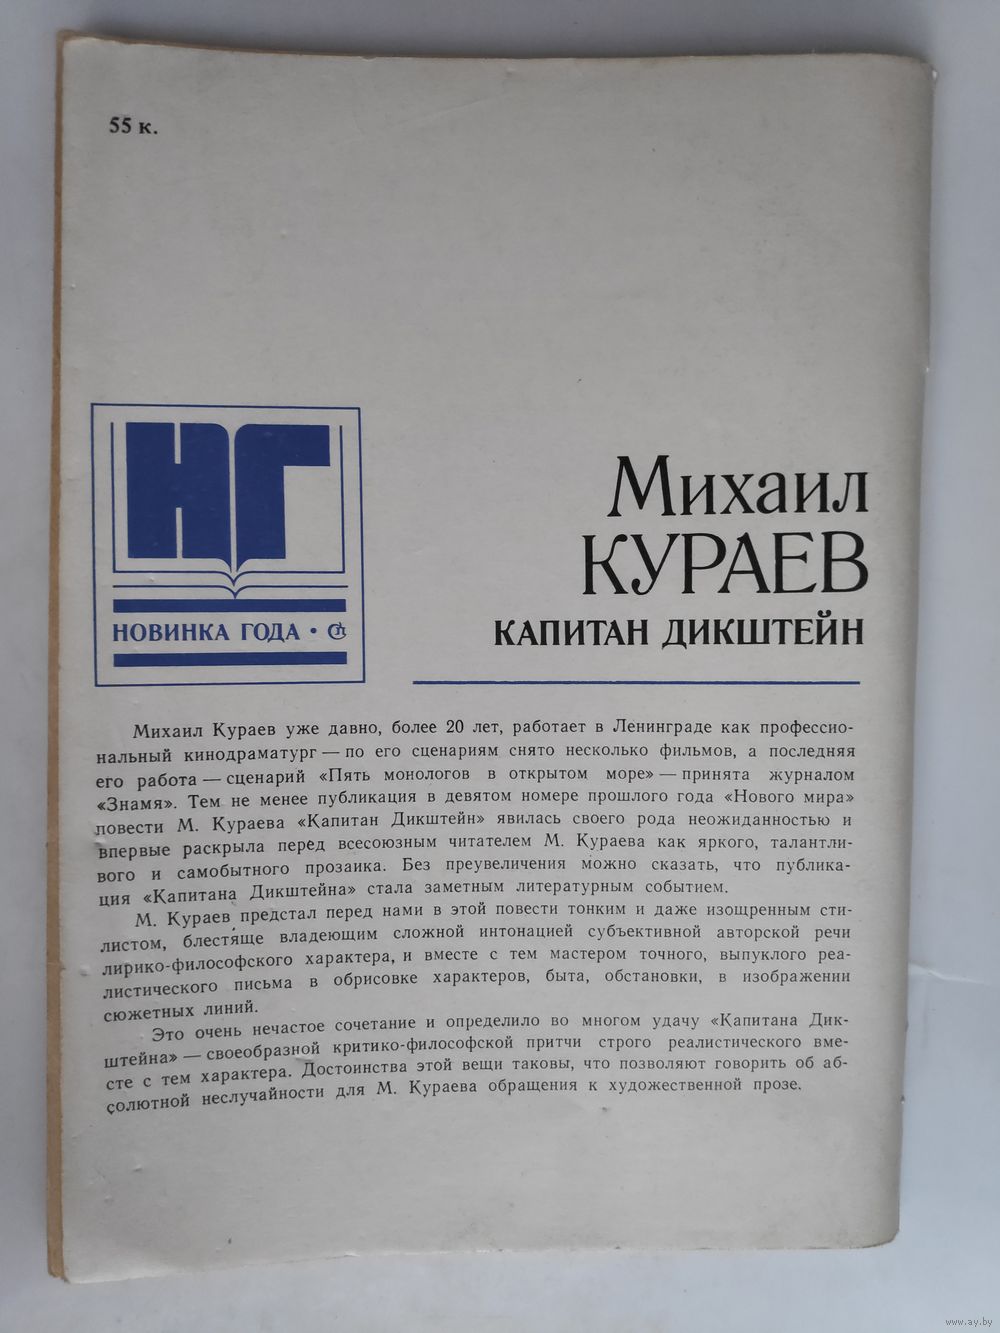 55 к.
НГ
НОВИНКА ГОДА •
Михаил
КУРАЕВ
КАПИТАН ДИКШТЕЙН
Михаил Кураев уже давно, более 20 лет, работает в Ленинграде как профессио-
нальный кинодраматург — по его сценариям снято несколько фильмов, а последняя
его работа — сценарий «Пять монологов в открытом море» — принята журналом
«Знамя». Тем не менее публикация в девятом номере прошлого года «Нового мира»
повести М. Кураева «Капитан Дикштейн» явилась своего рода неожиданностью и
впервые раскрыла перед всесоюзным читателем М. Кураева как яркого, талантли-
вого и самобытного прозаика. Без преувеличения можно сказать, что публика-
ция «Капитана Дикштейна» стала заметным литературным событием.
М. Кураев предстал перед нами в этой повести тонким и даже изощренным сти-
листом, блестяще владеющим сложной интонацией субъективной авторской речи
лирико-философского характера, и вместе с тем мастером точного, выпуклого реа-
листического письма в обрисовке характеров, быта, обстановки, в изображении
сюжетных линий.
Это очень нечастое сочетание и определило во многом удачу «Капитана Дик-
штейна» — своеобразной критико-философской притчи строго реалистического вме-
сте с тем характера. Достоинства этой вещи таковы, что позволяют говорить об аб-
солютной неслучайности для М. Кураева обращения к художественной прозе.
www.ay.by